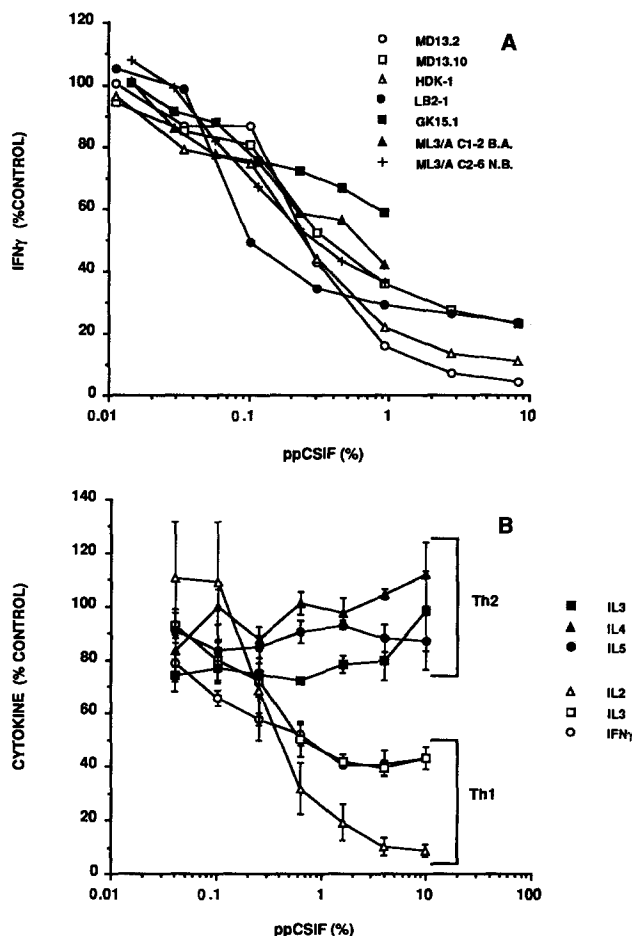 A
MD13.2
MD13.10
HDK-1
LB2-1
GK15.1
ML3/A C1-2 B.A.
ML3/A C2-6 N.B.
IFNγ (%CONTROL)
120
100
80
60
40
20
0
0.01
0.1
1
10
ppCSIF (%)
B
CYTOKINE (% CONTROL)
140
120
100
80
60
40
20
0
Th2
Th1
IL3
IL4
IL5
IL2
IL3
IFNγ
0.01
0.1
1
10
100
ppCSIF (%)